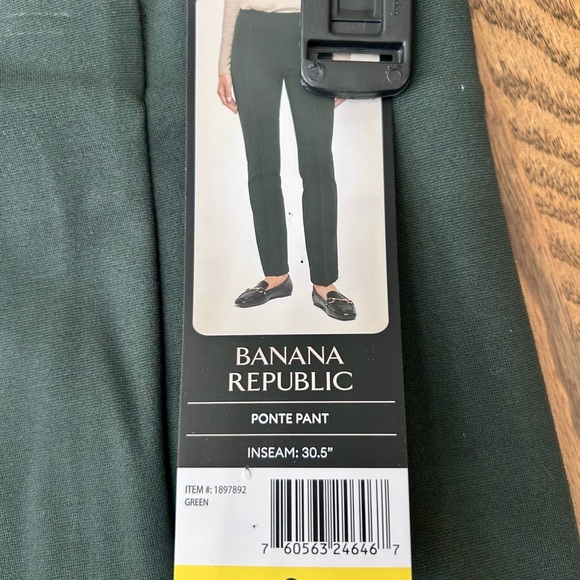 BANANA
REPUBLIC
PONTE PANT
INSEAM: 30.5"
ITEM #: 1897892
GREEN
7 60563 24646 7